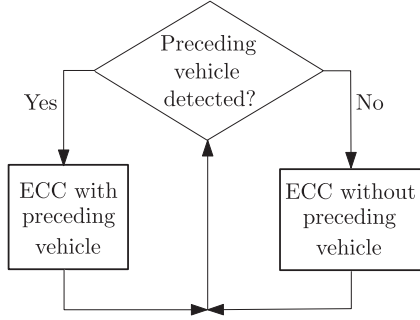 Preceding
vehicle
detected?
Yes
No
ECC with
preceding
vehicle
ECC without
preceding
vehicle